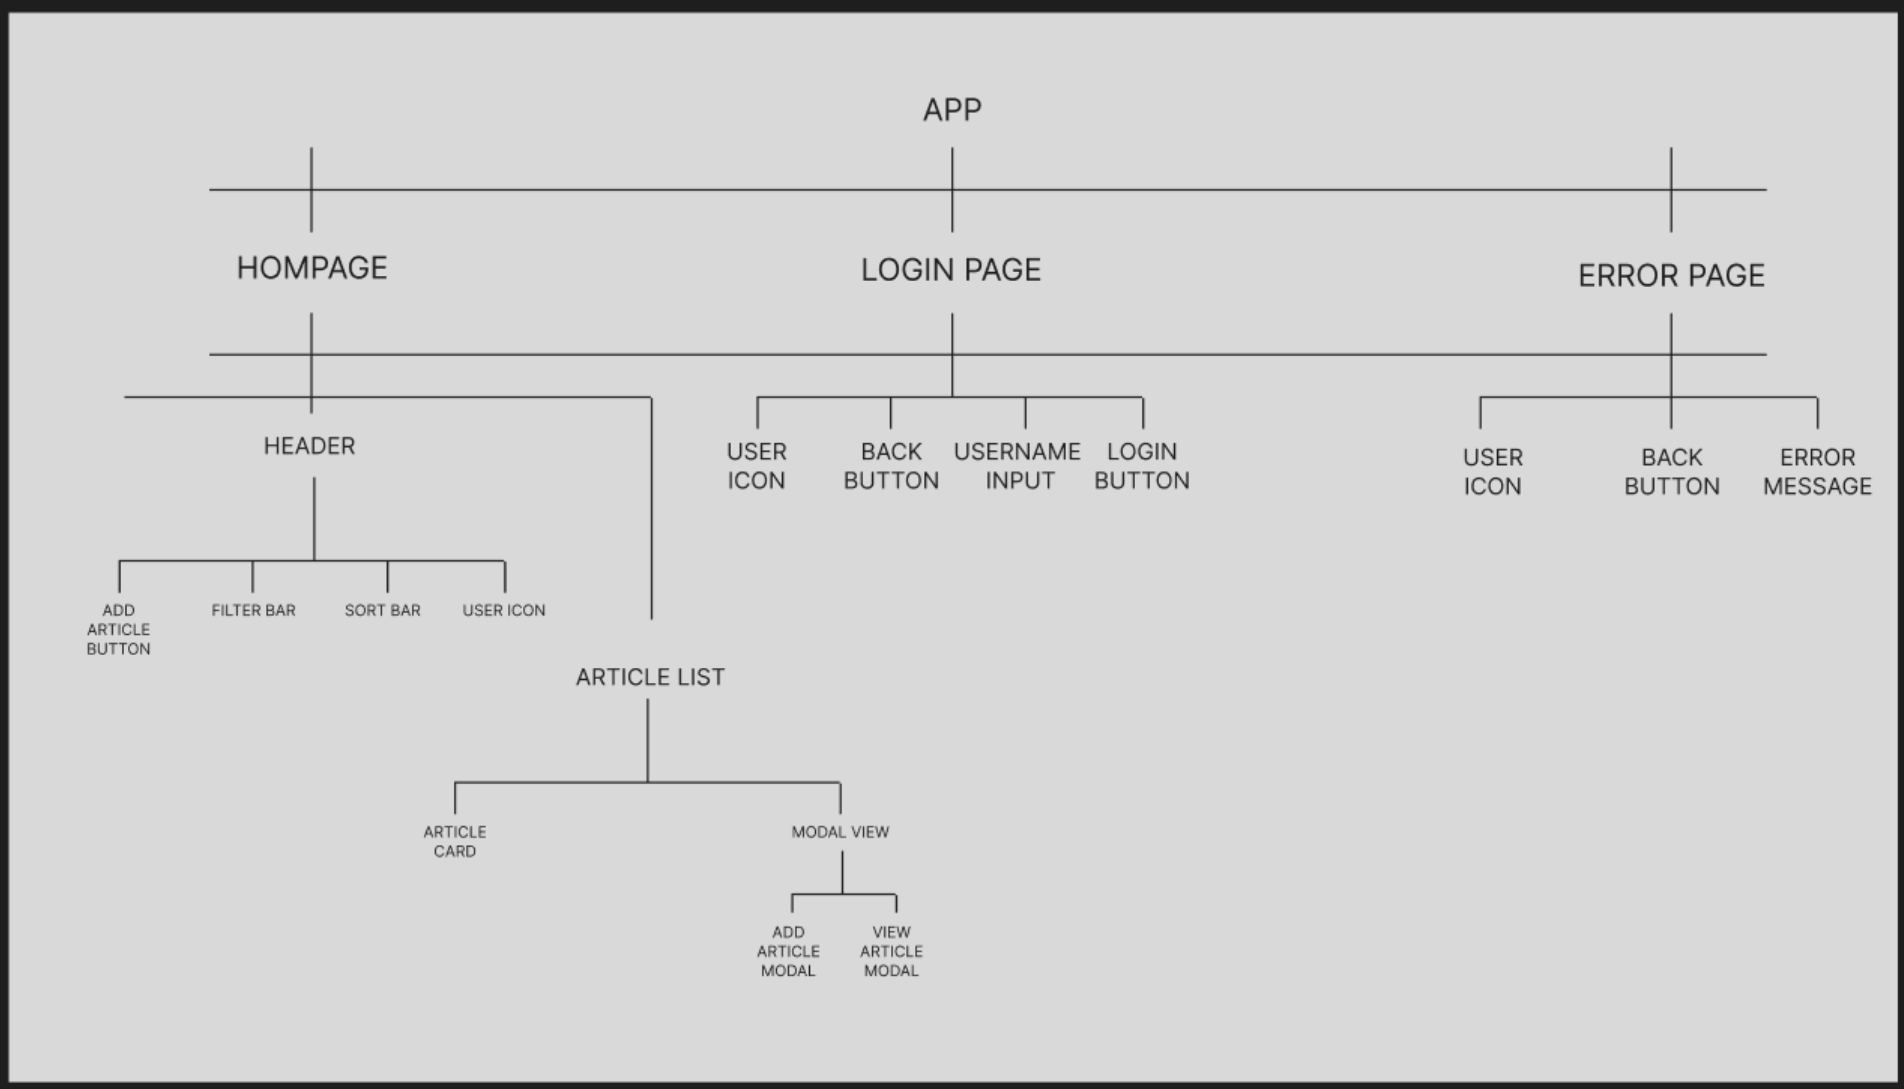 APP
HOMPAGE
LOGIN PAGE
ERROR PAGE
HEADER
USER
ICON
BACK
BUTTON
USERNAME
INPUT
LOGIN
BUTTON
USER
ICON
BACK
BUTTON
ERROR
MESSAGE
ADD
ARTICLE
BUTTON
FILTER BAR
SORT BAR
USER ICON
ARTICLE LIST
ARTICLE
CARD
MODAL VIEW
ADD
ARTICLE
MODAL
VIEW
ARTICLE
MODAL